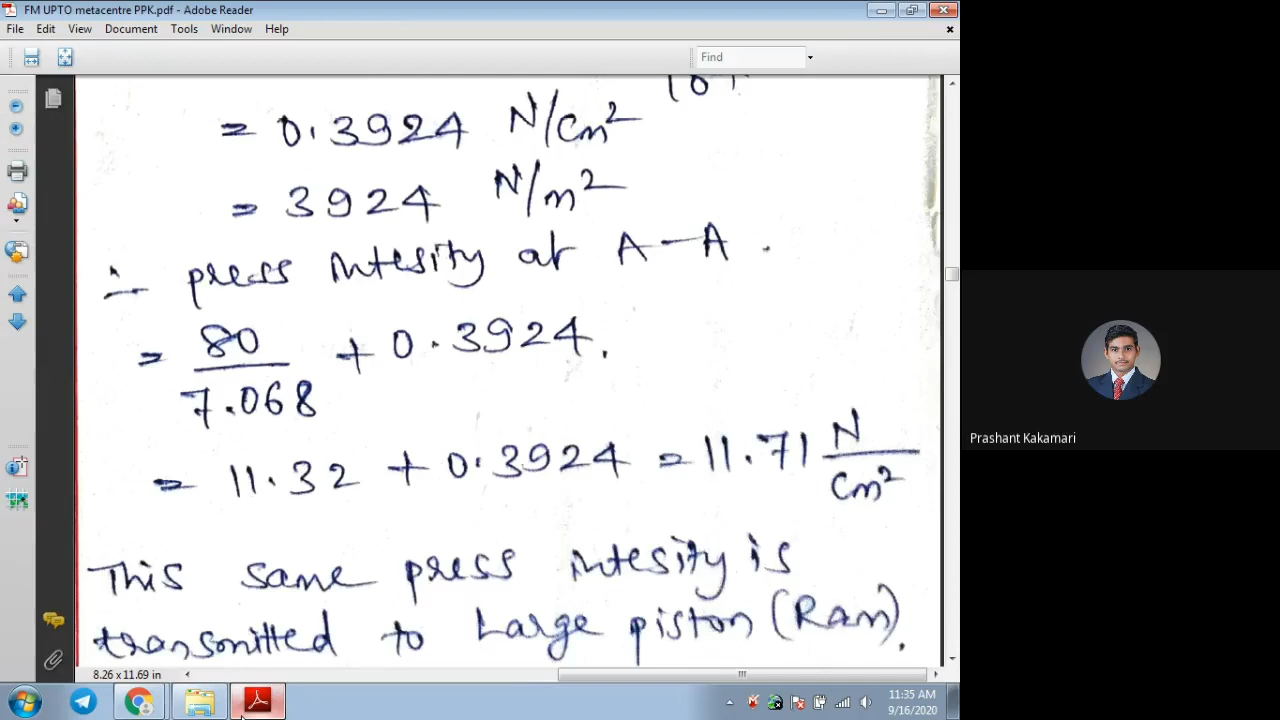 FM UPTO metacentre PPK.pdf - Adobe Reader
File Edit View Document Tools Window Help
Find
= 0.3924 N/cm²
= 3924 N/m²
∴ press intesity at A-A.
= 80/7.068 + 0.3924.
= 11.32 + 0.3924 = 11.71 N/cm²
This same press intesity is
transmitted to Large piston (Ram).
8.26 x 11.69 in
Prashant Kakamari
11:35 AM
9/16/2020